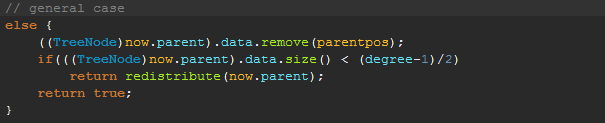 // general case
else {
((TreeNode)now.parent).data.remove(parentpos);
if(((TreeNode)now.parent).data.size() < (degree-1)/2)
return redistribute(now.parent);
return true;
}